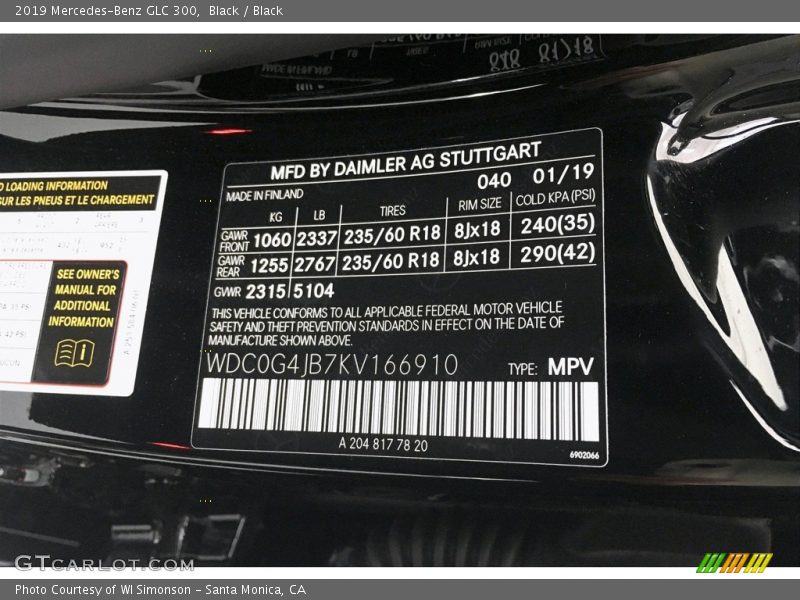 2019 Mercedes-Benz GLC 300,  Black / Black
818  81/18
LOADING INFORMATION
SUR LES PNEUS ET LE CHARGEMENT
SEE OWNER'S
MANUAL FOR
ADDITIONAL
INFORMATION
MFD BY DAIMLER AG STUTTGART
MADE IN FINLAND 040 01/19
KG LB TIRES RIM SIZE COLD KPA (PSI)
GAWR FRONT 1060 2337 235/60 R18 8Jx18 240(35)
GAWR REAR 1255 2767 235/60 R18 8Jx18 290(42)
GVWR 2315 5104
THIS VEHICLE CONFORMS TO ALL APPLICABLE FEDERAL MOTOR VEHICLE
SAFETY AND THEFT PREVENTION STANDARDS IN EFFECT ON THE DATE OF
MANUFACTURE SHOWN ABOVE.
WDC0G4JB7KV166910 TYPE: MPV
A 204 817 78 20
6902066
GTCARLOT.COM
Photo Courtesy of WI Simonson – Santa Monica, CA